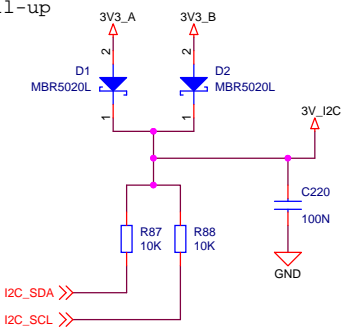 ll-up
3V3_A
3V3_B
2
2
D1
MBR5020L
D2
MBR5020L
1
1
3V_I2C
C220
100N
R87
10K
R88
10K
GND
I2C_SDA
I2C_SCL